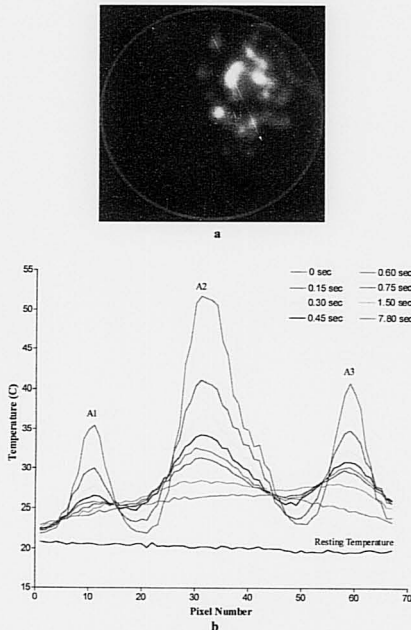 a
55
50
45
40
35
30
25
20
15
Temperature (C)
A1
A2
A3
0 sec
0.60 sec
0.15 sec
0.75 sec
0.30 sec
1.50 sec
0.45 sec
7.80 sec
Resting Temperature
0 10 20 30 40 50 60 70
Pixel Number
b